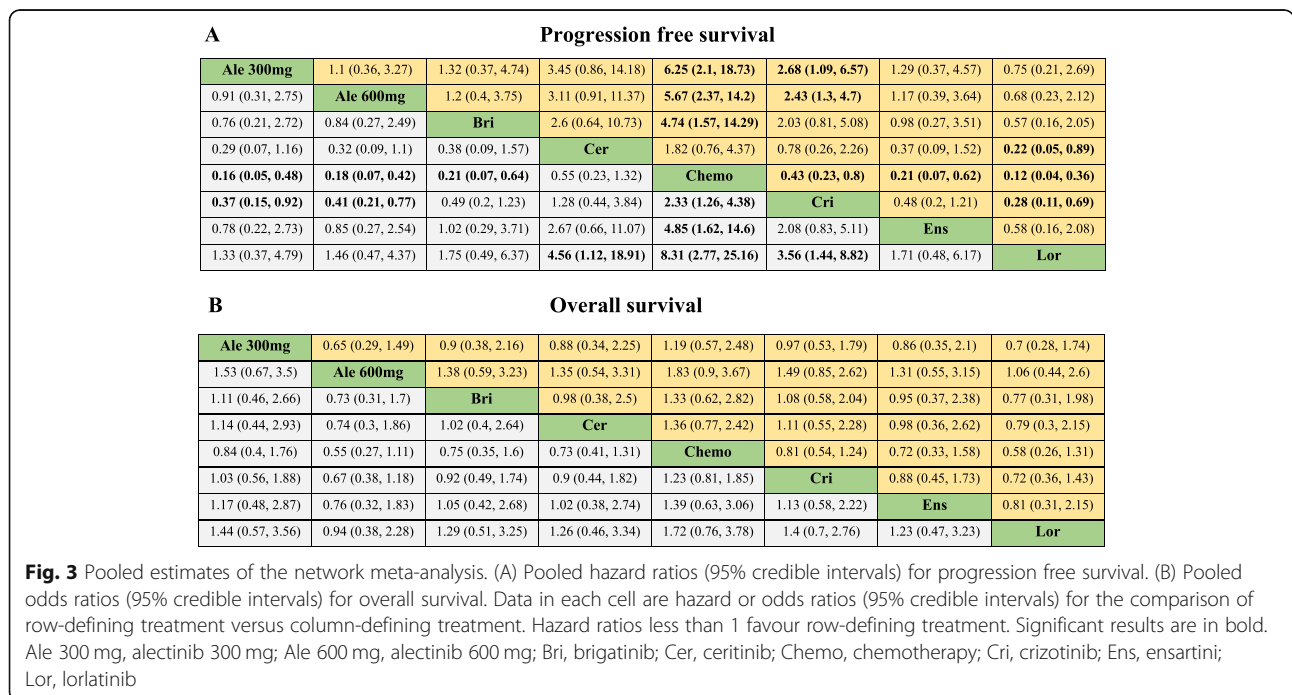 A Progression free survival
Ale 300mg 1.1 (0.36, 3.27) 1.32 (0.37, 4.74) 3.45 (0.86, 14.18) 6.25 (2.1, 18.73) 2.68 (1.09, 6.57) 1.29 (0.37, 4.57) 0.75 (0.21, 2.69)
0.91 (0.31, 2.75) Ale 600mg 1.2 (0.4, 3.75) 3.11 (0.91, 11.37) 5.67 (2.37, 14.2) 2.43 (1.3, 4.7) 1.17 (0.39, 3.64) 0.68 (0.23, 2.12)
0.76 (0.21, 2.72) 0.84 (0.27, 2.49) Bri 2.6 (0.64, 10.73) 4.74 (1.57, 14.29) 2.03 (0.81, 5.08) 0.98 (0.27, 3.51) 0.57 (0.16, 2.05)
0.29 (0.07, 1.16) 0.32 (0.09, 1.1) 0.38 (0.09, 1.57) Cer 1.82 (0.76, 4.37) 0.78 (0.26, 2.26) 0.37 (0.09, 1.52) 0.22 (0.05, 0.89)
0.16 (0.05, 0.48) 0.18 (0.07, 0.42) 0.21 (0.07, 0.64) 0.55 (0.23, 1.32) Chemo 0.43 (0.23, 0.8) 0.21 (0.07, 0.62) 0.12 (0.04, 0.36)
0.37 (0.15, 0.92) 0.41 (0.21, 0.77) 0.49 (0.2, 1.23) 1.28 (0.44, 3.84) 2.33 (1.26, 4.38) Cri 0.48 (0.2, 1.21) 0.28 (0.11, 0.69)
0.78 (0.22, 2.73) 0.85 (0.27, 2.54) 1.02 (0.29, 3.71) 2.67 (0.66, 11.07) 4.85 (1.62, 14.6) 2.08 (0.83, 5.11) Ens 0.58 (0.16, 2.08)
1.33 (0.37, 4.79) 1.46 (0.47, 4.37) 1.75 (0.49, 6.37) 4.56 (1.12, 18.91) 8.31 (2.77, 25.16) 3.56 (1.44, 8.82) 1.71 (0.48, 6.17) Lor
B Overall survival
Ale 300mg 0.65 (0.29, 1.49) 0.9 (0.38, 2.16) 0.88 (0.34, 2.25) 1.19 (0.57, 2.48) 0.97 (0.53, 1.79) 0.86 (0.35, 2.1) 0.7 (0.28, 1.74)
1.53 (0.67, 3.5) Ale 600mg 1.38 (0.59, 3.23) 1.35 (0.54, 3.31) 1.83 (0.9, 3.67) 1.49 (0.85, 2.62) 1.31 (0.55, 3.15) 1.06 (0.44, 2.6)
1.11 (0.46, 2.66) 0.73 (0.31, 1.7) Bri 0.98 (0.38, 2.5) 1.33 (0.62, 2.82) 1.08 (0.58, 2.04) 0.95 (0.37, 2.38) 0.77 (0.31, 1.98)
1.14 (0.44, 2.93) 0.74 (0.3, 1.86) 1.02 (0.4, 2.64) Cer 1.36 (0.77, 2.42) 1.11 (0.55, 2.28) 0.98 (0.36, 2.62) 0.79 (0.3, 2.15)
0.84 (0.4, 1.76) 0.55 (0.27, 1.11) 0.75 (0.35, 1.6) 0.73 (0.41, 1.31) Chemo 0.81 (0.54, 1.24) 0.72 (0.33, 1.58) 0.58 (0.26, 1.31)
1.03 (0.56, 1.88) 0.67 (0.38, 1.18) 0.92 (0.49, 1.74) 0.9 (0.44, 1.82) 1.23 (0.81, 1.85) Cri 0.88 (0.45, 1.73) 0.72 (0.36, 1.43)
1.17 (0.48, 2.87) 0.76 (0.32, 1.83) 1.05 (0.42, 2.68) 1.02 (0.38, 2.74) 1.39 (0.63, 3.06) 1.13 (0.58, 2.22) Ens 0.81 (0.31, 2.15)
1.44 (0.57, 3.56) 0.94 (0.38, 2.28) 1.29 (0.51, 3.25) 1.26 (0.46, 3.34) 1.72 (0.76, 3.78) 1.4 (0.7, 2.76) 1.23 (0.47, 3.23) Lor
Fig. 3 Pooled estimates of the network meta-analysis. (A) Pooled hazard ratios (95% credible intervals) for progression free survival. (B) Pooled
odds ratios (95% credible intervals) for overall survival. Data in each cell are hazard or odds ratios (95% credible intervals) for the comparison of
row-defining treatment versus column-defining treatment. Hazard ratios less than 1 favour row-defining treatment. Significant results are in bold.
Ale 300 mg, alectinib 300 mg; Ale 600 mg, alectinib 600 mg; Bri, brigatinib; Cer, ceritinib; Chemo, chemotherapy; Cri, crizotinib; Ens, ensartini;
Lor, lorlatinib